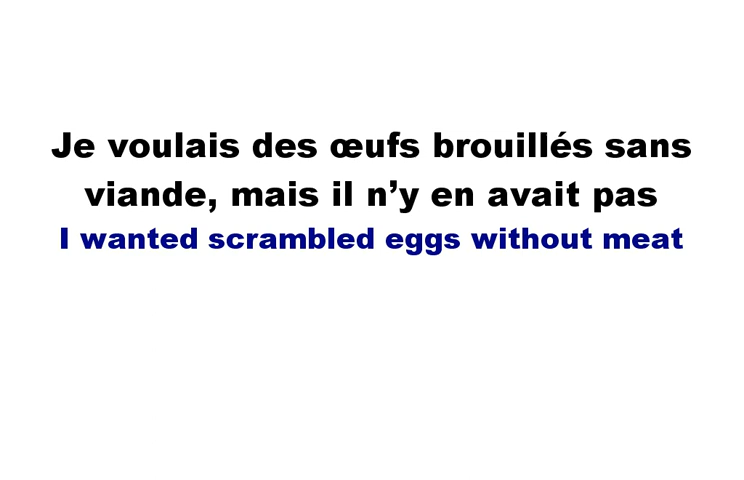 Je voulais des œufs brouillés sans
viande, mais il n’y en avait pas
I wanted scrambled eggs without meat